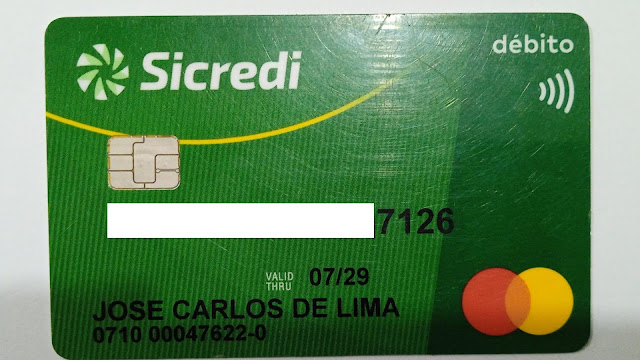 Sicredi
débito
7126
VALID THRU 07/29
JOSE CARLOS DE LIMA
0710 00047622-0